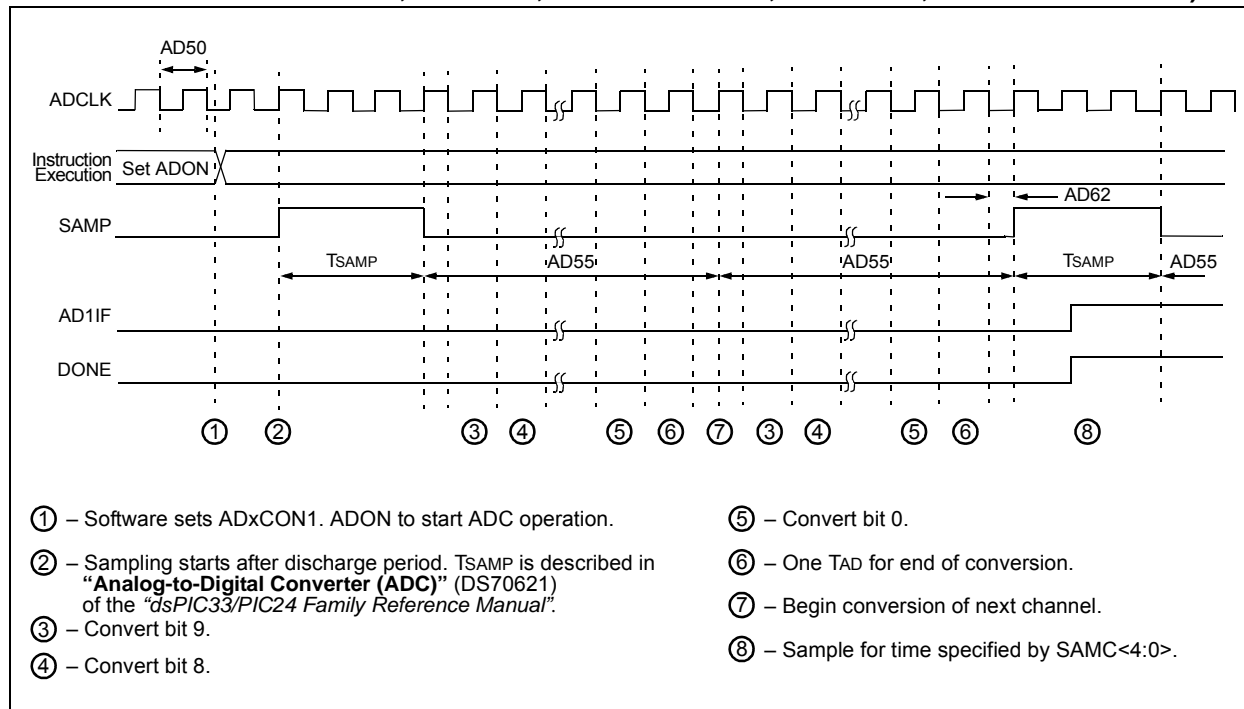 AD50
ADCLK
Instruction
Execution
Set ADON
AD62
SAMP
TSAMP
AD55
AD55
TSAMP
AD55
AD1IF
DONE
1 2 3 4 5 6 7 3 4 5 6 8
1 – Software sets ADxCON1. ADON to start ADC operation.
2 – Sampling starts after discharge period. TSAMP is described in
“Analog-to-Digital Converter (ADC)” (DS70621)
of the “dsPIC33/PIC24 Family Reference Manual”.
3 – Convert bit 9.
4 – Convert bit 8.
5 – Convert bit 0.
6 – One TAD for end of conversion.
7 – Begin conversion of next channel.
8 – Sample for time specified by SAMC<4:0>.